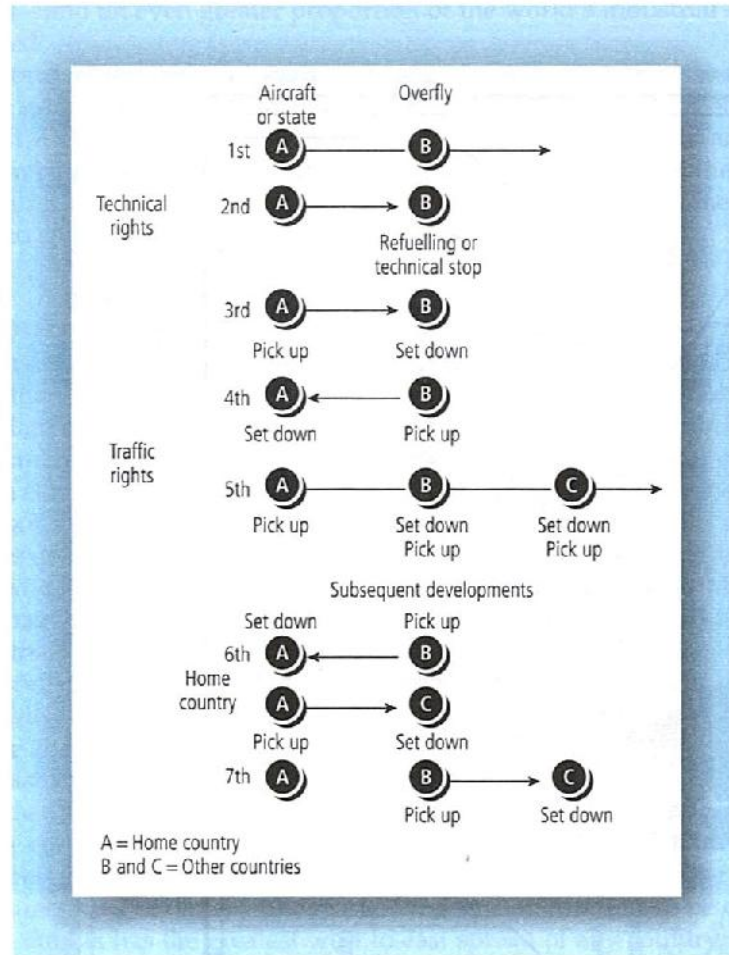 Aircraft
or state
Overfly
1st A B
Technical
rights
2nd A B
Refuelling or
technical stop
3rd A B
Pick up Set down
4th A B
Set down Pick up
Traffic
rights
5th A B C
Pick up Set down Set down
Pick up Pick up
Subsequent developments
Set down Pick up
6th A B
Home
country
A C
Pick up Set down
7th A B C
Pick up Set down
A = Home country
B and C = Other countries